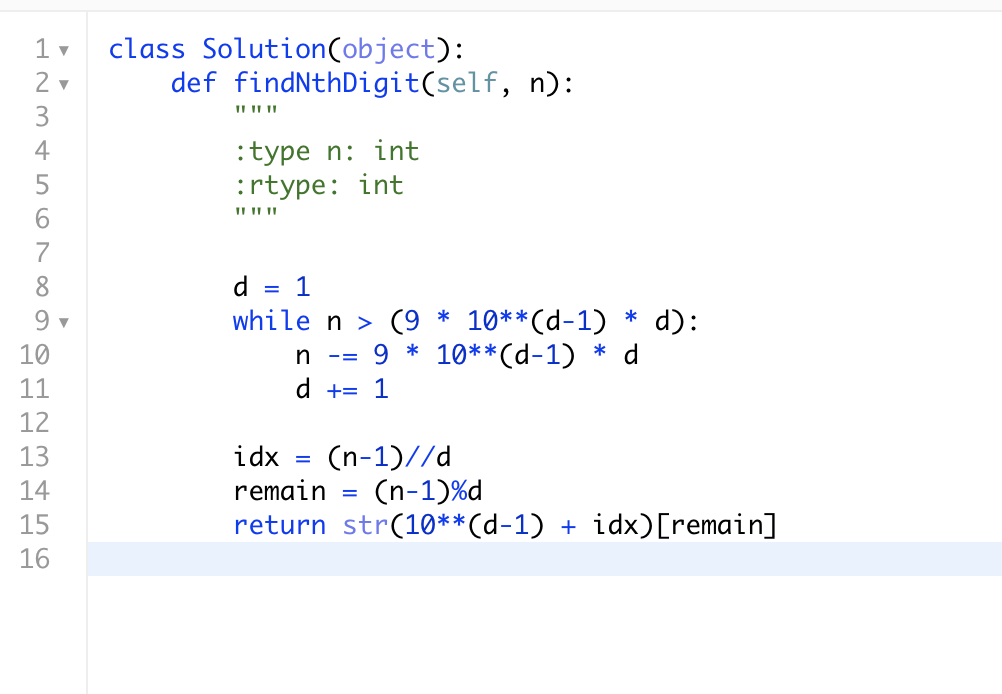 1 class Solution(object):
2     def findNthDigit(self, n):
3         """
4         :type n: int
5         :rtype: int
6         """
7
8         d = 1
9         while n > (9 * 10**(d-1) * d):
10             n -= 9 * 10**(d-1) * d
11             d += 1
12
13         idx = (n-1)//d
14         remain = (n-1)%d
15         return str(10**(d-1) + idx)[remain]
16